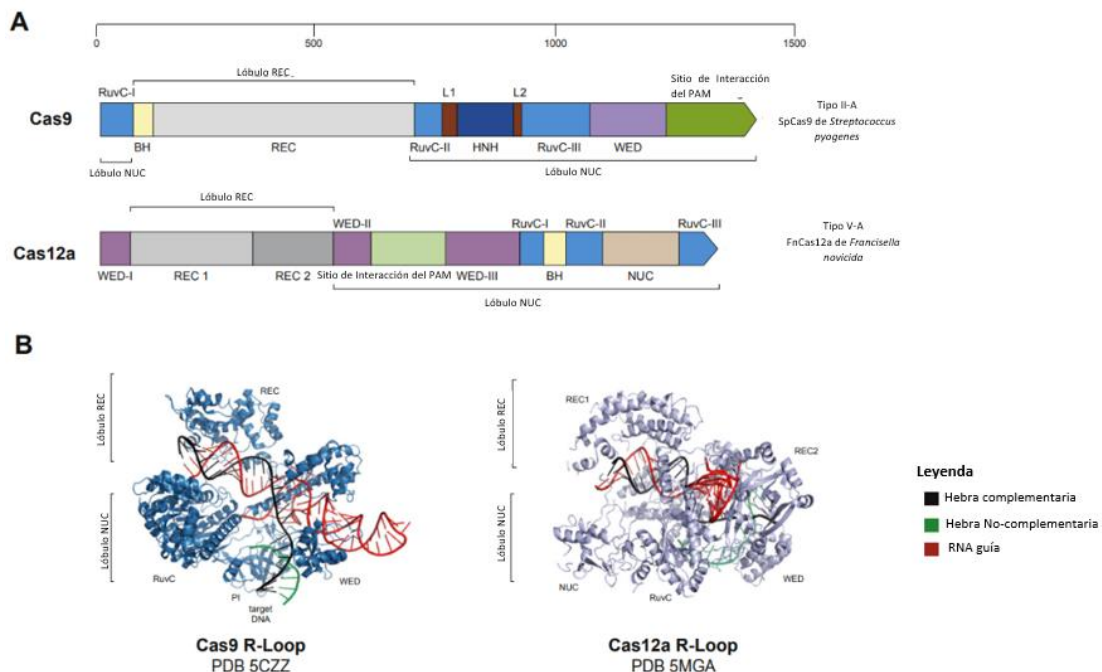 A
0 500 1000 1500
Lóbulo REC
Sitio de Interacción
del PAM
RuvC-I
L1 L2
Cas9
Tipo II-A
SpCas9 de Streptococcus
pyogenes
BH REC RuvC-II HNH RuvC-III WED
Lóbulo NUC Lóbulo NUC
Lóbulo REC
WED-II RuvC-I RuvC-II RuvC-III
Cas12a
Tipo V-A
FnCas12a de Francisella
novicida
WED-I REC 1 REC 2 Sitio de Interacción del PAM WED-III BH NUC
Lóbulo NUC
B
Lóbulo REC
REC
Lóbulo NUC
RuvC
PI
target
DNA
WED
Cas9 R-Loop
PDB 5CZZ
Lóbulo REC
REC1
REC2
Lóbulo NUC
NUC
RuvC
WED
Cas12a R-Loop
PDB 5MGA
Leyenda
Hebra complementaria
Hebra No-complementaria
RNA guía